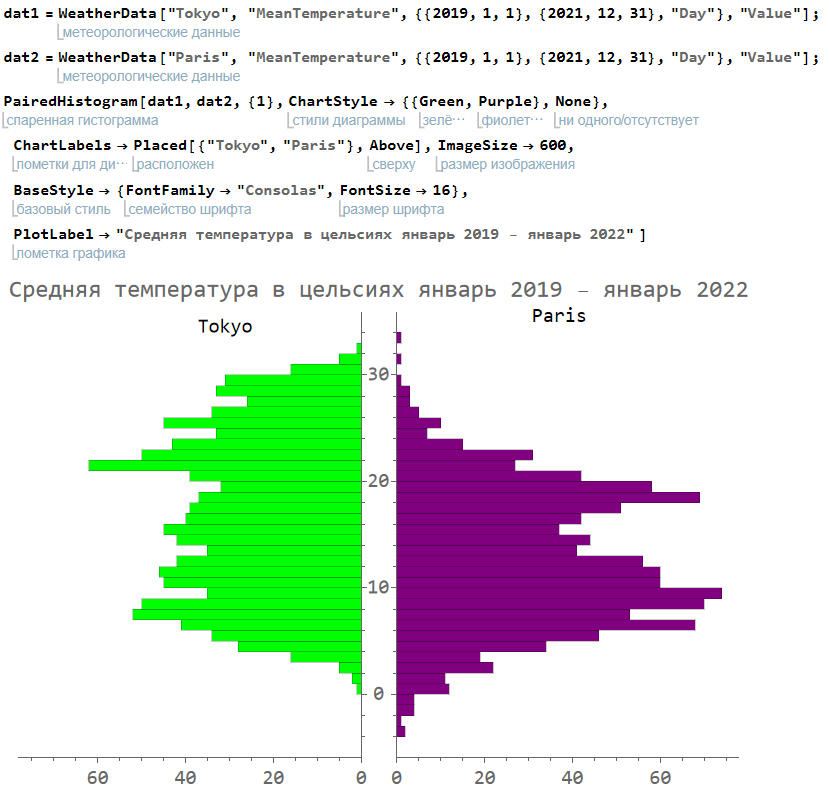 dat1 = WeatherData["Tokyo", "MeanTemperature", {{2019, 1, 1}, {2021, 12, 31}, "Day"}, "Value"];
метеорологические данные
dat2 = WeatherData["Paris", "MeanTemperature", {{2019, 1, 1}, {2021, 12, 31}, "Day"}, "Value"];
метеорологические данные
PairedHistogram[dat1, dat2, {1}, ChartStyle → {{Green, Purple}, None},
спаренная гистограмма стили диаграммы зелё⋯ фиолет⋯ ни одного/отсутствует
ChartLabels → Placed[{"Tokyo", "Paris"}, Above], ImageSize → 600,
пометки для ди⋯ расположен сверху размер изображения
BaseStyle → {FontFamily → "Consolas", FontSize → 16},
базовый стиль семейство шрифта размер шрифта
PlotLabel → "Средняя температура в цельсиях январь 2019 – январь 2022" ]
пометка графика
Средняя температура в цельсиях январь 2019 – январь 2022
Tokyo Paris
30
20
10
0
60 40 20 0 0 20 40 60